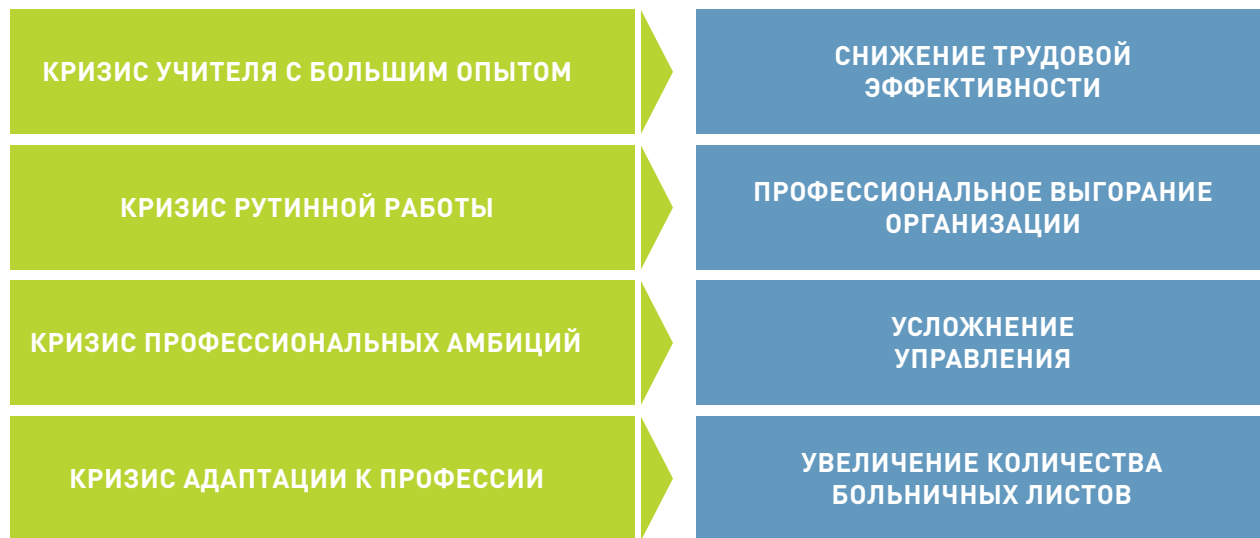 КРИЗИС УЧИТЕЛЯ С БОЛЬШИМ ОПЫТОМ
СНИЖЕНИЕ ТРУДОВОЙ
ЭФФЕКТИВНОСТИ
КРИЗИС РУТИННОЙ РАБОТЫ
ПРОФЕССИОНАЛЬНОЕ ВЫГОРАНИЕ
ОРГАНИЗАЦИИ
КРИЗИС ПРОФЕССИОНАЛЬНЫХ АМБИЦИЙ
УСЛОЖНЕНИЕ
УПРАВЛЕНИЯ
КРИЗИС АДАПТАЦИИ К ПРОФЕССИИ
УВЕЛИЧЕНИЕ КОЛИЧЕСТВА
БОЛЬНИЧНЫХ ЛИСТОВ